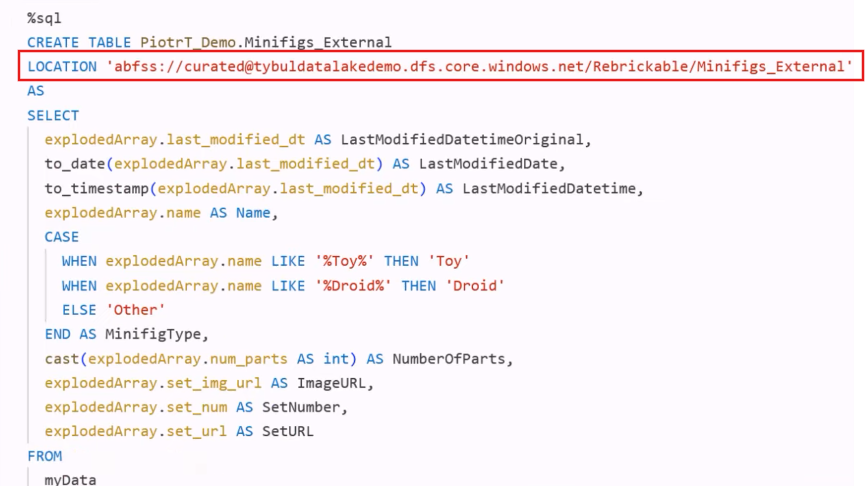 %sql
CREATE TABLE PiotrT_Demo.Minifigs_External
LOCATION 'abfss://curated@tybuldatalakedemo.dfs.core.windows.net/Rebrickable/Minifigs_External'
AS
SELECT
explodedArray.last_modified_dt AS LastModifiedDatetimeOriginal,
to_date(explodedArray.last_modified_dt) AS LastModifiedDate,
to_timestamp(explodedArray.last_modified_dt) AS LastModifiedDatetime,
explodedArray.name AS Name,
CASE
WHEN explodedArray.name LIKE '%Toy%' THEN 'Toy'
WHEN explodedArray.name LIKE '%Droid%' THEN 'Droid'
ELSE 'Other'
END AS MinifigType,
cast(explodedArray.num_parts AS int) AS NumberOfParts,
explodedArray.set_img_url AS ImageURL,
explodedArray.set_num AS SetNumber,
explodedArray.set_url AS SetURL
FROM
myData